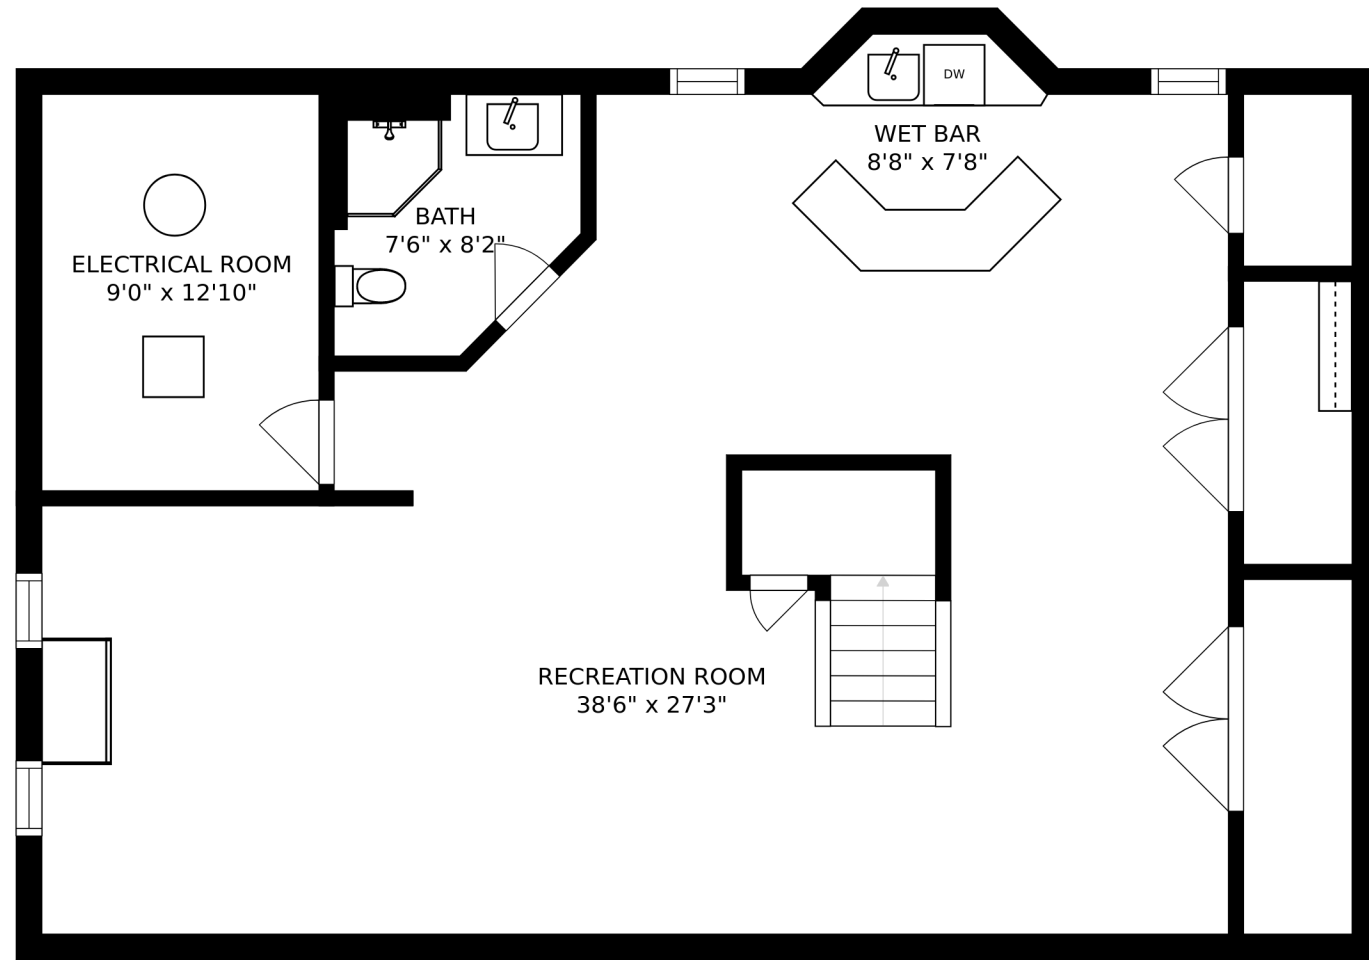 DW
WET BAR
8'8" x 7'8"
BATH
7'6" x 8'2"
ELECTRICAL ROOM
9'0" x 12'10"
RECREATION ROOM
38'6" x 27'3"